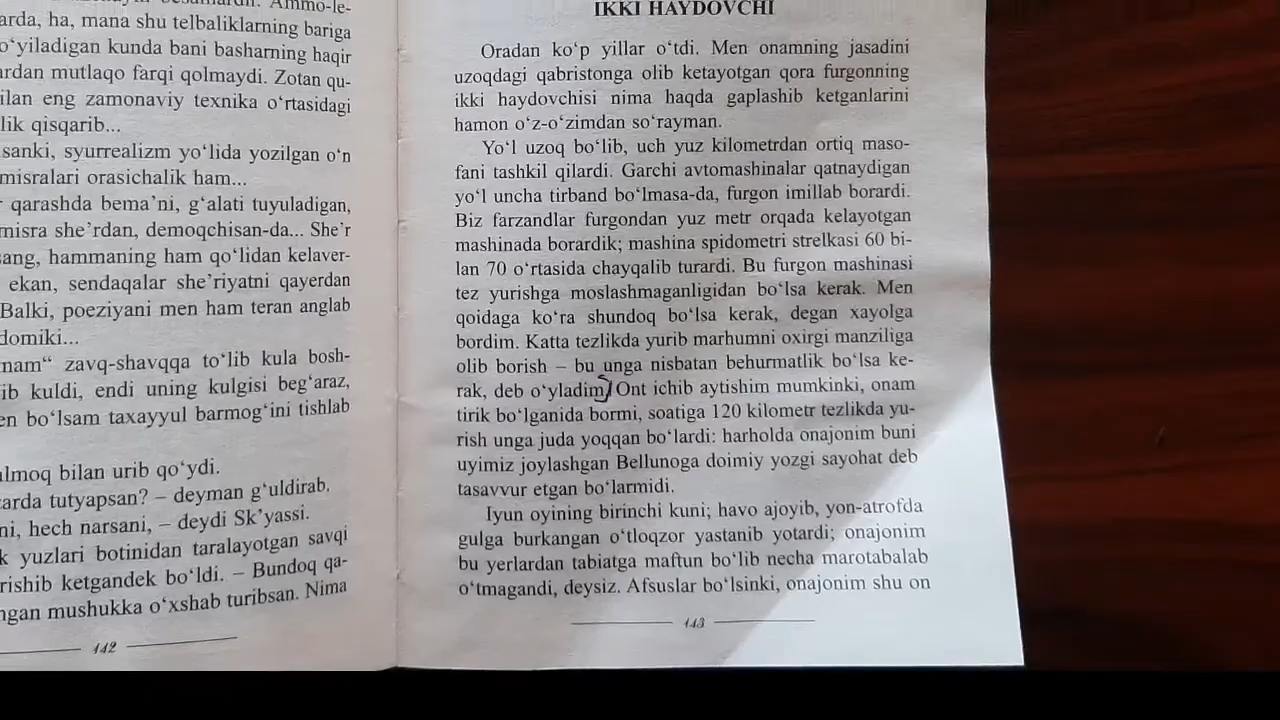 Ammo-le-
arda, ha, mana shu telbaliklarning bariga
o‘yiladigan kunda bani basharning haqir
ardan mutlaqo farqi qolmaydi. Zotan qu-
ilan eng zamonaviy texnika o‘rtasidagi
lik qisqarib...
sanki, syurrealizm yo‘lida yozilgan o‘n
misralari orasichalik ham...
r qarashda bema’ni, g‘alati tuyuladigan,
misra she’rdan, demoqchisan-da... She’r
sang, hammaning ham qo‘lidan kelaver-
ekan, sendaqalar she’riyatni qayerdan
Balki, poeziyani men ham teran anglab
domiki...
nam“ zavq-shavqqa to‘lib kula bosh-
ib kuldi, endi uning kulgisi beg‘araz,
en bo‘lsam taxayyul barmog‘ini tishlab
almoq bilan urib qo‘ydi.
arda tutyapsan? – deyman g‘uldirab.
ni, hech narsani, – deydi Sk’yassi.
k yuzlari botinidan taralayotgan savqi
rishib ketgandek bo‘ldi. – Bundoq qa-
ngan mushukka o‘xshab turibsan. Nima
142
IKKI HAYDOVCHI
Oradan ko‘p yillar o‘tdi. Men onamning jasadini
uzoqdagi qabristonga olib ketayotgan qora furgonning
ikki haydovchisi nima haqda gaplashib ketganlarini
hamon o‘z-o‘zimdan so‘rayman.
Yo‘l uzoq bo‘lib, uch yuz kilometrdan ortiq maso-
fani tashkil qilardi. Garchi avtomashinalar qatnaydigan
yo‘l uncha tirband bo‘lmasa-da, furgon imillab borardi.
Biz farzandlar furgondan yuz metr orqada kelayotgan
mashinada borardik; mashina spidometri strelkasi 60 bi-
lan 70 o‘rtasida chayqalib turardi. Bu furgon mashinasi
tez yurishga moslashmaganligidan bo‘lsa kerak. Men
qoidaga ko‘ra shundoq bo‘lsa kerak, degan xayolga
bordim. Katta tezlikda yurib marhumni oxirgi manziliga
olib borish – bu unga nisbatan behurmatlik bo‘lsa ke-
rak, deb o‘yladim. Ont ichib aytishim mumkinki, onam
tirik bo‘lganida bormi, soatiga 120 kilometr tezlikda yu-
rish unga juda yoqqan bo‘lardi: harholda onajonim buni
uyimiz joylashgan Bellunoga doimiy yozgi sayohat deb
tasavvur etgan bo‘larmidi.
Iyun oyining birinchi kuni; havo ajoyib, yon-atrofda
gulga burkangan o‘tloqzor yastanib yotardi; onajonim
bu yerlardan tabiatga maftun bo‘lib necha marotabalab
o‘tmagandi, deysiz. Afsuslar bo‘lsinki, onajonim shu on
143